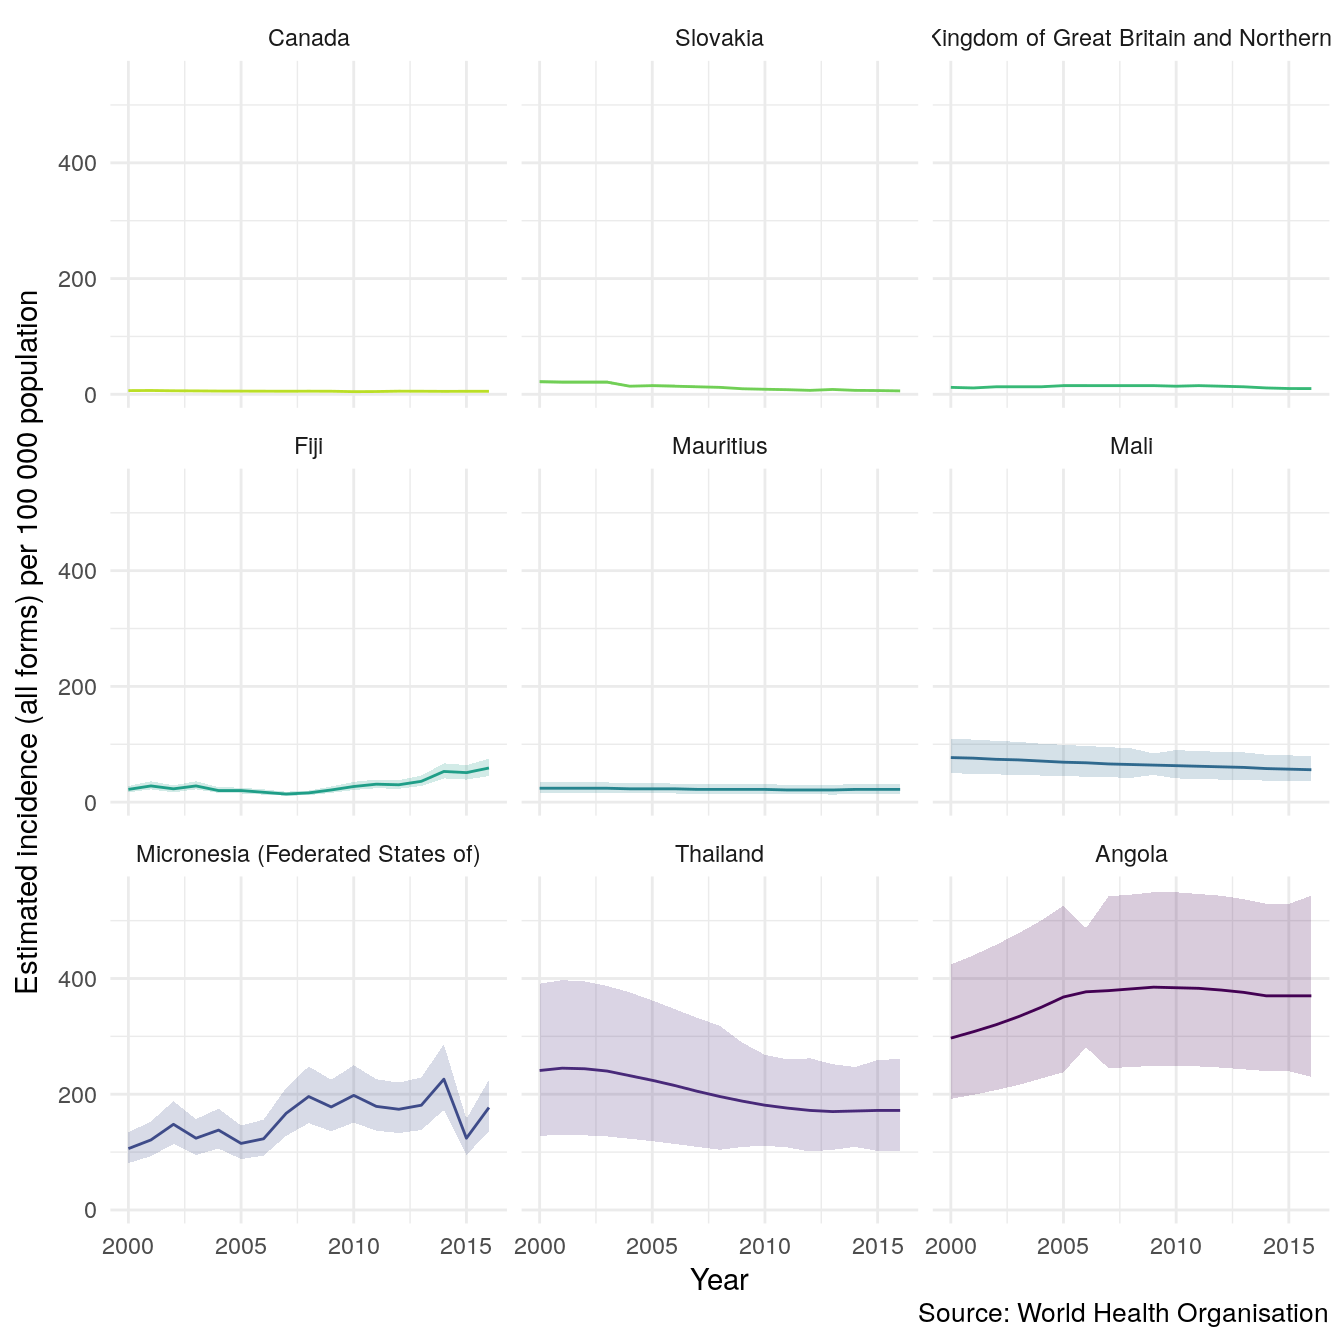 Canada Slovakia Kingdom of Great Britain and Northern
400
200
0
Fiji Mauritius Mali
400
200
0
Micronesia (Federated States of) Thailand Angola
400
200
0
2000 2005 2010 2015 2000 2005 2010 2015 2000 2005 2010 2015
Year
Estimated incidence (all forms) per 100 000 population
Source: World Health Organisation